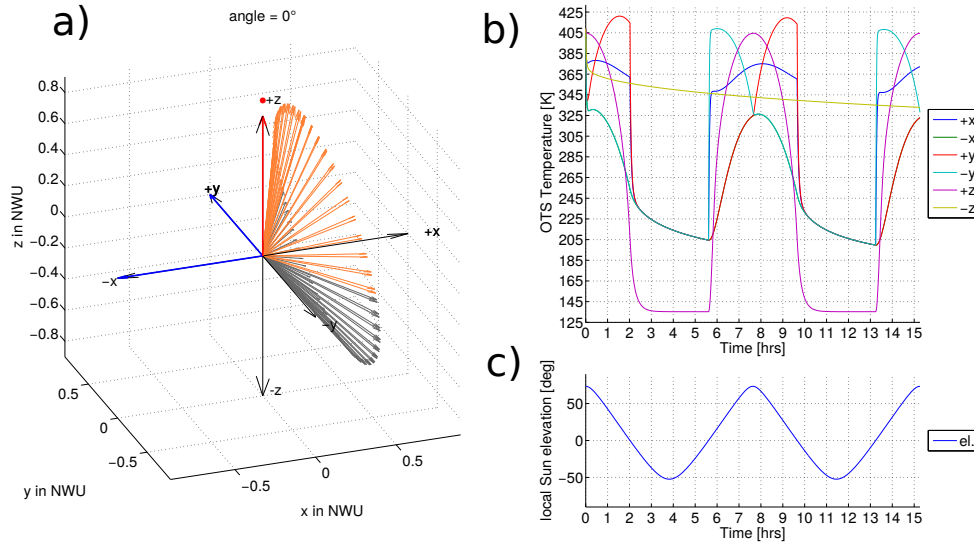 a)
angle = 0°
z in NWU
0.8
0.6
0.4
0.2
0
−0.2
−0.4
−0.6
−0.8
+z
+y
+x
−x
−y
-z
0.5
0
−0.5
y in NWU
−0.5
0
0.5
x in NWU
b)
OTS Temperature [K]
425
405
385
365
345
325
305
285
265
245
225
205
185
165
145
125
0 1 2 3 4 5 6 7 8 9 10 11 12 13 14 15
Time [hrs]
+x
−x
+y
−y
+z
−z
c)
local Sun elevation [deg]
50
0
−50
0 1 2 3 4 5 6 7 8 9 10 11 12 13 14 15
Time [hrs]
el.